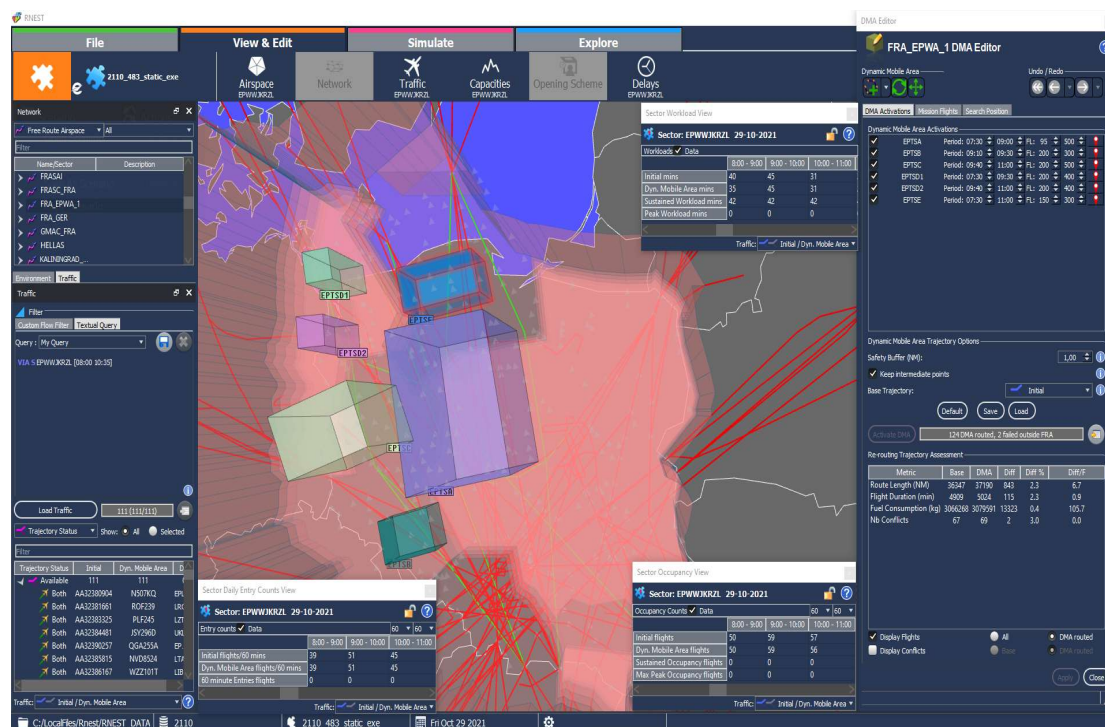 RNEST
File
View & Edit
Simulate
Explore
e
2110_483_static_exe
Airspace
EPWWJKRZL
Network
Traffic
EPWWJKRZL
Capacities
EPWWJKRZL
Opening Scheme
Delays
EPWWJKRZL
Network
Free Route Airspace All
Filter
Name/Sector Description
FRASAI
FRASC_FRA
FRA_EPWA_1
FRA_GER
GMAC_FRA
HELLAS
KALININGRAD_...
Environment Traffic
Traffic
Filter
Custom Flow Filter Textual Query
Query : My Query
VIA S EPWWJKRZL [08:00 10:35]
Load Traffic 111 (111/111)
Trajectory Status Show: All Selected
Filter
Trajectory Status Initial Dyn. Mobile Area D
Available 111 111
Both AA32380904 NS07KQ EPL
Both AA32381661 ROF239 LRC
Both AA32383325 PLF245 LZT
Both AA32384481 JSY296D UKL
Both AA32390257 QGA255A EP.
Both AA32385815 NVD8524 LTA
Both AA32386167 WZZ101T LIB
Traffic: Initial / Dyn. Mobile Area
EPTSD1
EPTSE
EPTSD2
EPTSC
EPTSA
EPTSB
Sector Workload View
Sector: EPWWJKRZL 29-10-2021
Workloads Data
8:00 - 9:00 9:00 - 10:00 10:00 - 11:00
Initial mins 40 45 31
Dyn. Mobile Area mins 35 45 31
Sustained Workload mins 42 42 42
Peak Workload mins 0 0 0
Traffic: Initial / Dyn. Mobile Area
Sector Daily Entry Counts View
Sector: EPWWJKRZL 29-10-2021
Entry counts Data 60 60
8:00 - 9:00 9:00 - 10:00 10:00 - 11:00
Initial flights/60 mins 39 51 45
Dyn. Mobile Area flights/60 mins 39 51 45
60 minute Entries flights 0 0 0
Traffic: Initial / Dyn. Mobile Area
Sector Occupancy View
Sector: EPWWJKRZL 29-10-2021
Occupancy Counts Data 60 60
8:00 - 9:00 9:00 - 10:00 10:00 - 11:00
Initial flights 50 59 57
Dyn. Mobile Area flights 50 59 56
Sustained Occupancy flights 0 0 0
Max Peak Occupancy flights 0 0 0
Traffic: Initial / Dyn. Mobile Area
DMA Editor
FRA_EPWA_1 DMA Editor
Dynamic Mobile Area Undo / Redo
DMA Activations Mission Flights Search Position
Dynamic Mobile Area Activations
EPTSA Period: 07:30 09:00 FL: 95 500
EPTSB Period: 09:10 09:30 FL: 200 300
EPTSC Period: 09:40 11:00 FL: 200 500
EPTSD1 Period: 07:30 09:30 FL: 200 400
EPTSD2 Period: 09:40 11:00 FL: 200 400
EPTSE Period: 07:30 11:00 FL: 150 300
Dynamic Mobile Area Trajectory Options
Safety Buffer (NM): 1,00
Keep intermediate points
Base Trajectory: Initial
Default Save Load
Activate DMA 124 DMA routed, 2 failed outside FRA
Re-routing Trajectory Assessment
Metric Base DMA Diff Diff % Diff/F
Route Length (NM) 36347 37190 843 2.3 6.7
Flight Duration (min) 4909 5024 115 2.3 0.9
Fuel Consumption (kg) 3066268 3079591 13323 0.4 105.7
Nb Conflicts 67 69 2 3.0 0.0
Display Flights All DMA routed
Display Conflicts Base DMA routed
Apply Close
C:/LocalFiles/Rnest/RNEST_DATA 2110 2110_483_static_exe Fri Oct 29 2021